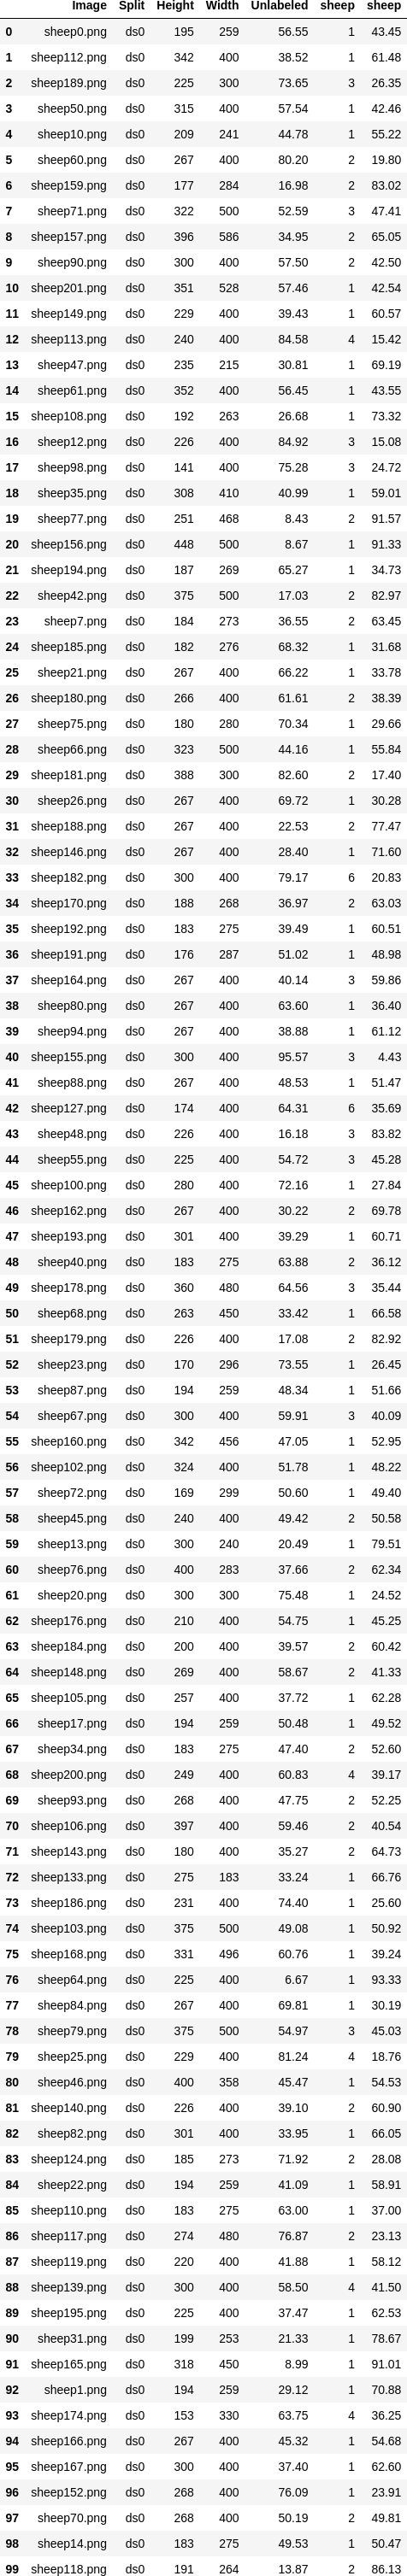 Image Split Height Width Unlabeled sheep sheep
0 sheep0.png ds0 195 259 56.55 1 43.45
1 sheep112.png ds0 342 400 38.52 1 61.48
2 sheep189.png ds0 225 300 73.65 3 26.35
3 sheep50.png ds0 315 400 57.54 1 42.46
4 sheep10.png ds0 209 241 44.78 1 55.22
5 sheep60.png ds0 267 400 80.20 2 19.80
6 sheep159.png ds0 177 284 16.98 2 83.02
7 sheep71.png ds0 322 500 52.59 3 47.41
8 sheep157.png ds0 396 586 34.95 2 65.05
9 sheep90.png ds0 300 400 57.50 2 42.50
10 sheep201.png ds0 351 528 57.46 1 42.54
11 sheep149.png ds0 229 400 39.43 1 60.57
12 sheep113.png ds0 240 400 84.58 4 15.42
13 sheep47.png ds0 235 215 30.81 1 69.19
14 sheep61.png ds0 352 400 56.45 1 43.55
15 sheep108.png ds0 192 263 26.68 1 73.32
16 sheep12.png ds0 226 400 84.92 3 15.08
17 sheep98.png ds0 141 400 75.28 3 24.72
18 sheep35.png ds0 308 410 40.99 1 59.01
19 sheep77.png ds0 251 468 8.43 2 91.57
20 sheep156.png ds0 448 500 8.67 1 91.33
21 sheep194.png ds0 187 269 65.27 1 34.73
22 sheep42.png ds0 375 500 17.03 2 82.97
23 sheep7.png ds0 184 273 36.55 2 63.45
24 sheep185.png ds0 182 276 68.32 1 31.68
25 sheep21.png ds0 267 400 66.22 1 33.78
26 sheep180.png ds0 266 400 61.61 2 38.39
27 sheep75.png ds0 180 280 70.34 1 29.66
28 sheep66.png ds0 323 500 44.16 1 55.84
29 sheep181.png ds0 388 300 82.60 2 17.40
30 sheep26.png ds0 267 400 69.72 1 30.28
31 sheep188.png ds0 267 400 22.53 2 77.47
32 sheep146.png ds0 267 400 28.40 1 71.60
33 sheep182.png ds0 300 400 79.17 6 20.83
34 sheep170.png ds0 188 268 36.97 2 63.03
35 sheep192.png ds0 183 275 39.49 1 60.51
36 sheep191.png ds0 176 287 51.02 1 48.98
37 sheep164.png ds0 267 400 40.14 3 59.86
38 sheep80.png ds0 267 400 63.60 1 36.40
39 sheep94.png ds0 267 400 38.88 1 61.12
40 sheep155.png ds0 300 400 95.57 3 4.43
41 sheep88.png ds0 267 400 48.53 1 51.47
42 sheep127.png ds0 174 400 64.31 6 35.69
43 sheep48.png ds0 226 400 16.18 3 83.82
44 sheep55.png ds0 225 400 54.72 3 45.28
45 sheep100.png ds0 280 400 72.16 1 27.84
46 sheep162.png ds0 267 400 30.22 2 69.78
47 sheep193.png ds0 301 400 39.29 1 60.71
48 sheep40.png ds0 183 275 63.88 2 36.12
49 sheep178.png ds0 360 480 64.56 3 35.44
50 sheep68.png ds0 263 450 33.42 1 66.58
51 sheep179.png ds0 226 400 17.08 2 82.92
52 sheep23.png ds0 170 296 73.55 1 26.45
53 sheep87.png ds0 194 259 48.34 1 51.66
54 sheep67.png ds0 300 400 59.91 3 40.09
55 sheep160.png ds0 342 456 47.05 1 52.95
56 sheep102.png ds0 324 400 51.78 1 48.22
57 sheep72.png ds0 169 299 50.60 1 49.40
58 sheep45.png ds0 240 400 49.42 2 50.58
59 sheep13.png ds0 300 240 20.49 1 79.51
60 sheep76.png ds0 400 283 37.66 2 62.34
61 sheep20.png ds0 300 300 75.48 1 24.52
62 sheep176.png ds0 210 400 54.75 1 45.25
63 sheep184.png ds0 200 400 39.57 2 60.42
64 sheep148.png ds0 269 400 58.67 2 41.33
65 sheep105.png ds0 257 400 37.72 1 62.28
66 sheep17.png ds0 194 259 50.48 1 49.52
67 sheep34.png ds0 183 275 47.40 2 52.60
68 sheep200.png ds0 249 400 60.83 4 39.17
69 sheep93.png ds0 268 400 47.75 2 52.25
70 sheep106.png ds0 397 400 59.46 2 40.54
71 sheep143.png ds0 180 400 35.27 2 64.73
72 sheep133.png ds0 275 183 33.24 1 66.76
73 sheep186.png ds0 231 400 74.40 1 25.60
74 sheep103.png ds0 375 500 49.08 1 50.92
75 sheep168.png ds0 331 496 60.76 1 39.24
76 sheep64.png ds0 225 400 6.67 1 93.33
77 sheep84.png ds0 267 400 69.81 1 30.19
78 sheep79.png ds0 375 500 54.97 3 45.03
79 sheep25.png ds0 229 400 81.24 4 18.76
80 sheep46.png ds0 400 358 45.47 1 54.53
81 sheep140.png ds0 226 400 39.10 2 60.90
82 sheep82.png ds0 301 400 33.95 1 66.05
83 sheep124.png ds0 185 273 71.92 2 28.08
84 sheep22.png ds0 194 259 41.09 1 58.91
85 sheep110.png ds0 183 275 63.00 1 37.00
86 sheep117.png ds0 274 480 76.87 2 23.13
87 sheep119.png ds0 220 400 41.88 1 58.12
88 sheep139.png ds0 300 400 58.50 4 41.50
89 sheep195.png ds0 225 400 37.47 1 62.53
90 sheep31.png ds0 199 253 21.33 1 78.67
91 sheep165.png ds0 318 450 8.99 1 91.01
92 sheep1.png ds0 194 259 29.12 1 70.88
93 sheep174.png ds0 153 330 63.75 4 36.25
94 sheep166.png ds0 267 400 45.32 1 54.68
95 sheep167.png ds0 300 400 37.40 1 62.60
96 sheep152.png ds0 268 400 76.09 1 23.91
97 sheep70.png ds0 268 400 50.19 2 49.81
98 sheep14.png ds0 183 275 49.53 1 50.47
99 sheep118.png ds0 191 264 13.87 2 86.13